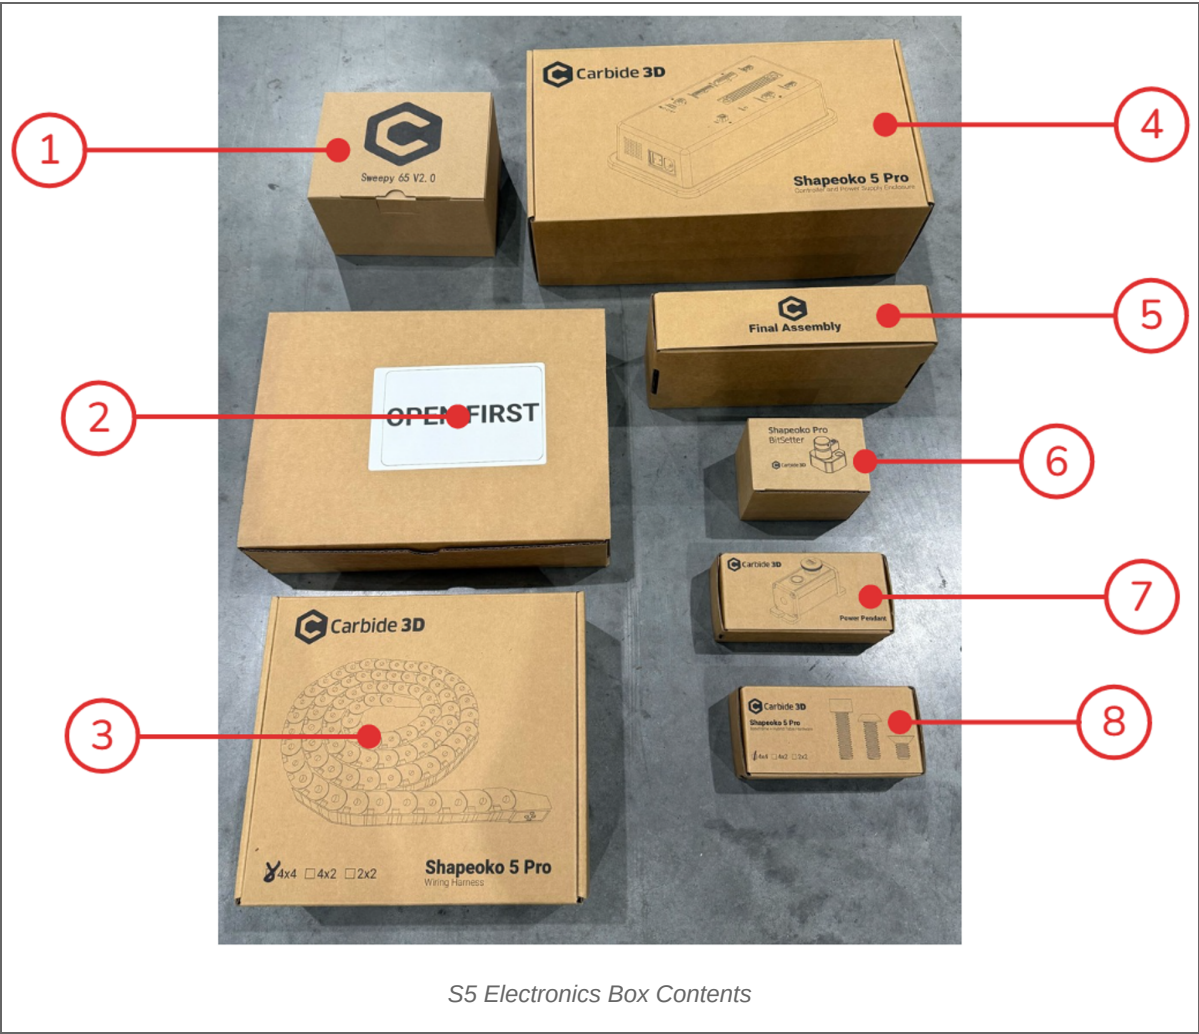 1
Sweepy 65 V2.0
Carbide 3D
Shapeoko 5 Pro
Controller and Power Supply Enclosure
4
Final Assembly
5
2
OPEN FIRST
Shapeoko Pro
BitSetter
Carbide 3D
6
Carbide 3D
Power Pendant
7
Carbide 3D
4x4 4x2 2x2
Shapeoko 5 Pro
Wiring Harness
3
Carbide 3D
Shapeoko 5 Pro
4x4 4x2 2x2
8
S5 Electronics Box Contents